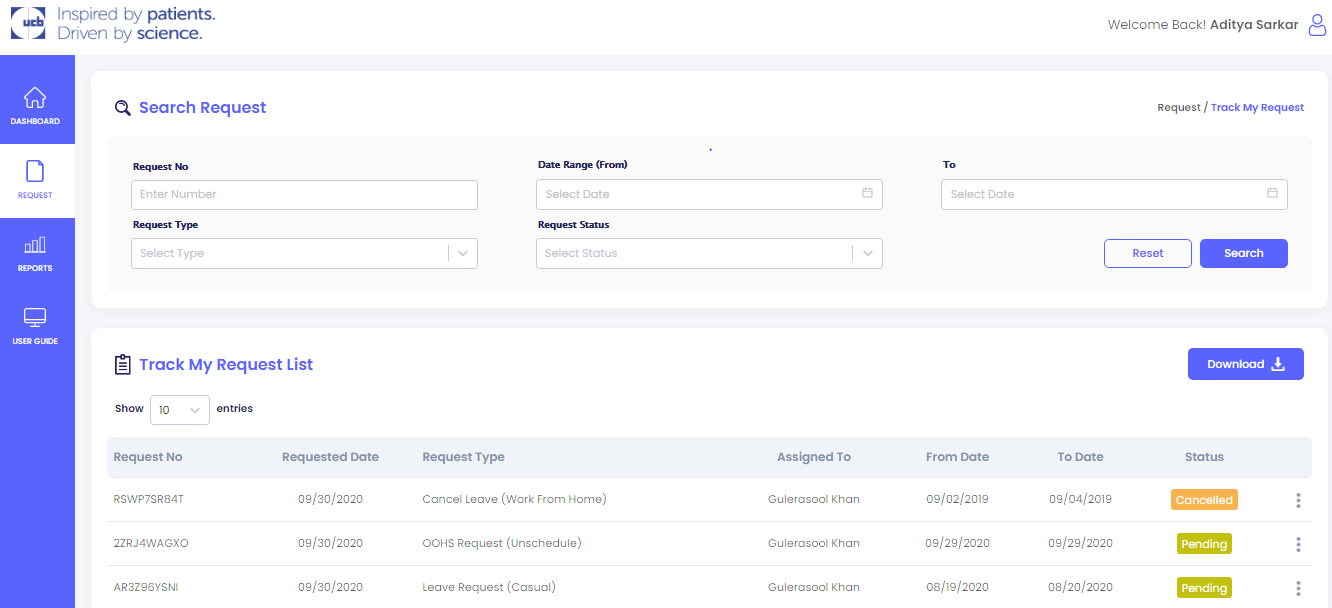 ucb
Inspired by patients.
Driven by science.
Welcome Back! Aditya Sarkar
DASHBOARD
REQUEST
REPORTS
USER GUIDE
Search Request
Request / Track My Request
Request No
Date Range (From)
To
Enter Number
Select Date
Select Date
Request Type
Request Status
Select Type
Select Status
Reset
Search
Track My Request List
Download
Show 10 entries
Request No Requested Date Request Type Assigned To From Date To Date Status
RSWP7SR84T 09/30/2020 Cancel Leave (Work From Home) Gulerasool Khan 09/02/2019 09/04/2019 Cancelled
2ZRJ4WAGXO 09/30/2020 OOHS Request (Unschedule) Gulerasool Khan 09/29/2020 09/29/2020 Pending
AR3Z96YSNI 09/30/2020 Leave Request (Casual) Gulerasool Khan 08/19/2020 08/20/2020 Pending